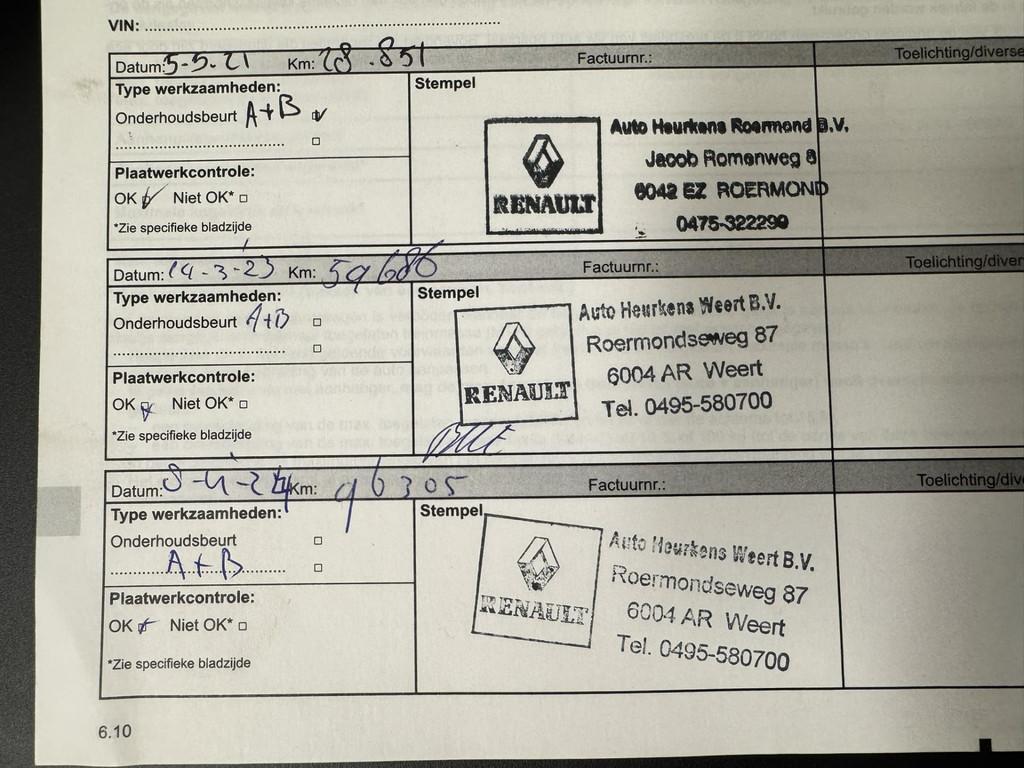 VIN: ........................................................
Datum: 5-5-21 Km: 28.851 Factuurnr.: Toelichting/diverse
Type werkzaamheden:
Onderhoudsbeurt A+B
Plaatwerkcontrole:
OK Niet OK*
*Zie specifieke bladzijde
Stempel
RENAULT
Auto Heurkens Roermond B.V.
Jacob Romenweg 8
6042 EZ ROERMOND
0475-322299
Datum: 14-3-23 Km: 59686 Factuurnr.: Toelichting/diver
Type werkzaamheden:
Onderhoudsbeurt A+B
Plaatwerkcontrole:
OK Niet OK*
*Zie specifieke bladzijde
Stempel
RENAULT
Auto Heurkens Weert B.V.
Roermondseweg 87
6004 AR Weert
Tel. 0495-580700
Datum: 8-4-24 Km: 96305 Factuurnr.: Toelichting/div
Type werkzaamheden:
Onderhoudsbeurt
A+B
Plaatwerkcontrole:
OK Niet OK*
*Zie specifieke bladzijde
Stempel
RENAULT
Auto Heurkens Weert B.V.
Roermondseweg 87
6004 AR Weert
Tel. 0495-580700
6.10